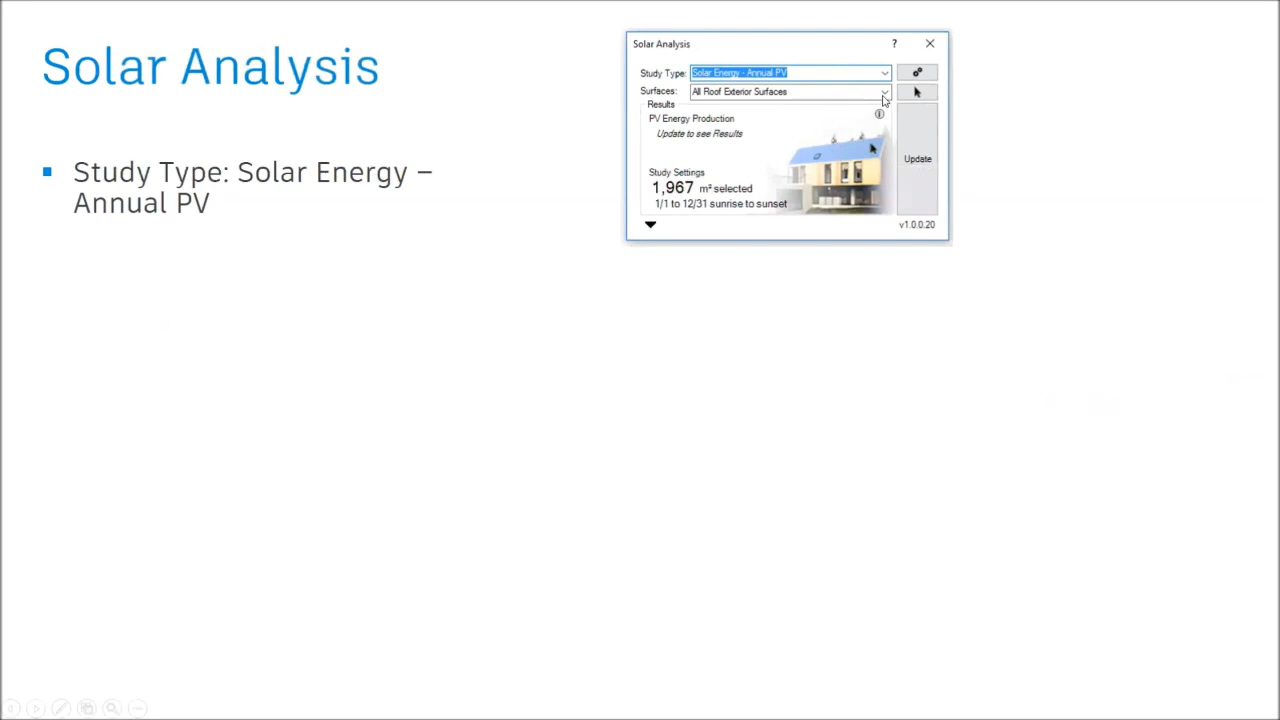 Solar Analysis
Study Type: Solar Energy –
Annual PV
Solar Analysis
?
Study Type: Solar Energy - Annual PV
Surfaces: All Roof Exterior Surfaces
Results
PV Energy Production
Update to see Results
Update
Study Settings
1,967 m² selected
1/1 to 12/31 sunrise to sunset
v1.0.0.20